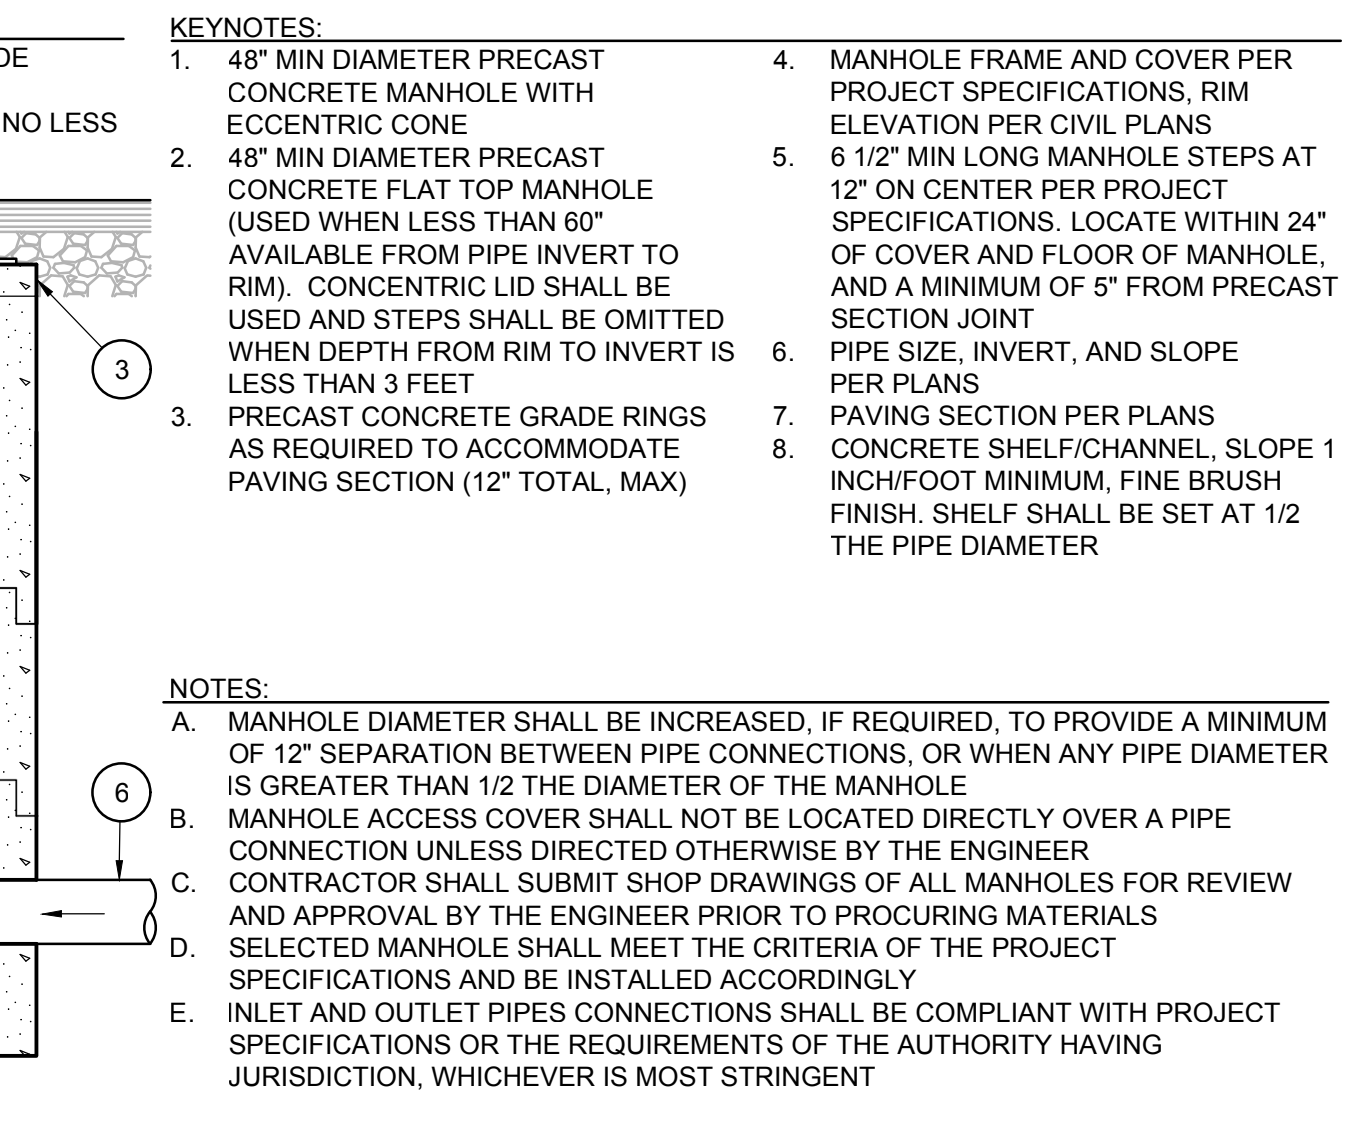 DE
NO LESS
3
6
KEYNOTES:
1. 48" MIN DIAMETER PRECAST
CONCRETE MANHOLE WITH
ECCENTRIC CONE
2. 48" MIN DIAMETER PRECAST
CONCRETE FLAT TOP MANHOLE
(USED WHEN LESS THAN 60"
AVAILABLE FROM PIPE INVERT TO
RIM). CONCENTRIC LID SHALL BE
USED AND STEPS SHALL BE OMITTED
WHEN DEPTH FROM RIM TO INVERT IS
LESS THAN 3 FEET
3. PRECAST CONCRETE GRADE RINGS
AS REQUIRED TO ACCOMMODATE
PAVING SECTION (12" TOTAL, MAX)
4. MANHOLE FRAME AND COVER PER
PROJECT SPECIFICATIONS, RIM
ELEVATION PER CIVIL PLANS
5. 6 1/2" MIN LONG MANHOLE STEPS AT
12" ON CENTER PER PROJECT
SPECIFICATIONS. LOCATE WITHIN 24"
OF COVER AND FLOOR OF MANHOLE,
AND A MINIMUM OF 5" FROM PRECAST
SECTION JOINT
6. PIPE SIZE, INVERT, AND SLOPE
PER PLANS
7. PAVING SECTION PER PLANS
8. CONCRETE SHELF/CHANNEL, SLOPE 1
INCH/FOOT MINIMUM, FINE BRUSH
FINISH. SHELF SHALL BE SET AT 1/2
THE PIPE DIAMETER
NOTES:
A. MANHOLE DIAMETER SHALL BE INCREASED, IF REQUIRED, TO PROVIDE A MINIMUM
OF 12" SEPARATION BETWEEN PIPE CONNECTIONS, OR WHEN ANY PIPE DIAMETER
IS GREATER THAN 1/2 THE DIAMETER OF THE MANHOLE
B. MANHOLE ACCESS COVER SHALL NOT BE LOCATED DIRECTLY OVER A PIPE
CONNECTION UNLESS DIRECTED OTHERWISE BY THE ENGINEER
C. CONTRACTOR SHALL SUBMIT SHOP DRAWINGS OF ALL MANHOLES FOR REVIEW
AND APPROVAL BY THE ENGINEER PRIOR TO PROCURING MATERIALS
D. SELECTED MANHOLE SHALL MEET THE CRITERIA OF THE PROJECT
SPECIFICATIONS AND BE INSTALLED ACCORDINGLY
E. INLET AND OUTLET PIPES CONNECTIONS SHALL BE COMPLIANT WITH PROJECT
SPECIFICATIONS OR THE REQUIREMENTS OF THE AUTHORITY HAVING
JURISDICTION, WHICHEVER IS MOST STRINGENT